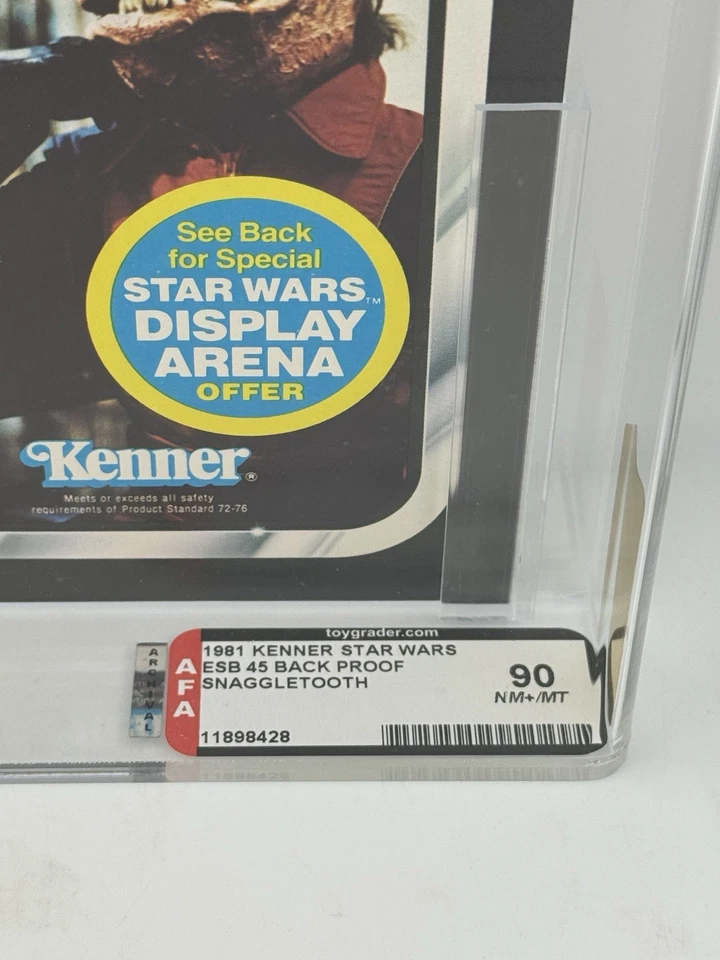 See Back
for Special
STAR WARS™
DISPLAY
ARENA
OFFER
Kenner®
Meets or exceeds all safety
requirements of Product Standard 72-76
toygrader.com
ARCHIVAL
AFA
1981 KENNER STAR WARS
ESB 45 BACK PROOF
SNAGGLETOOTH
90
NM+/MT
11898428